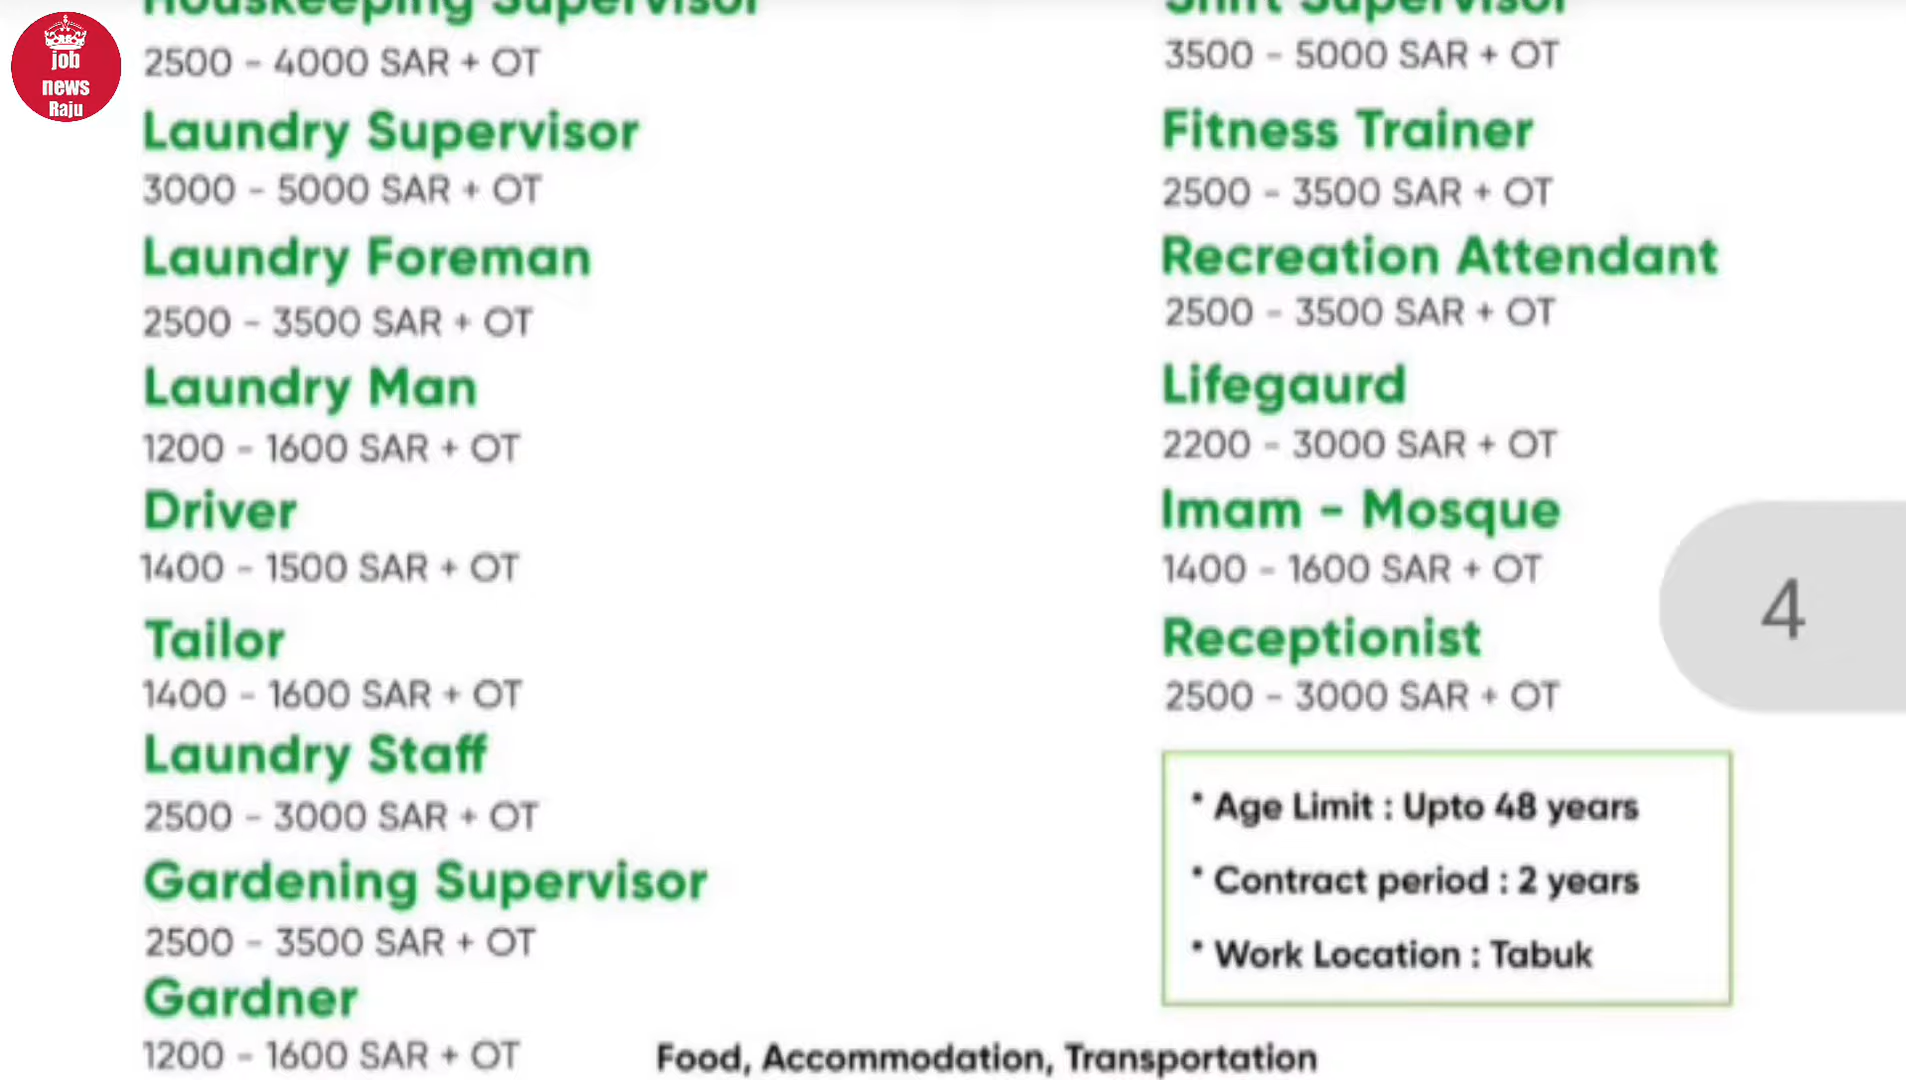 job
news
Raju
Houskeeping Supervisor
2500 - 4000 SAR + OT
Laundry Supervisor
3000 - 5000 SAR + OT
Laundry Foreman
2500 - 3500 SAR + OT
Laundry Man
1200 - 1600 SAR + OT
Driver
1400 - 1500 SAR + OT
Tailor
1400 - 1600 SAR + OT
Laundry Staff
2500 - 3000 SAR + OT
Gardening Supervisor
2500 - 3500 SAR + OT
Gardner
1200 - 1600 SAR + OT
Shift Supervisor
3500 - 5000 SAR + OT
Fitness Trainer
2500 - 3500 SAR + OT
Recreation Attendant
2500 - 3500 SAR + OT
Lifegaurd
2200 - 3000 SAR + OT
Imam - Mosque
1400 - 1600 SAR + OT
Receptionist
2500 - 3000 SAR + OT
4
* Age Limit : Upto 48 years
* Contract period : 2 years
* Work Location : Tabuk
Food, Accommodation, Transportation